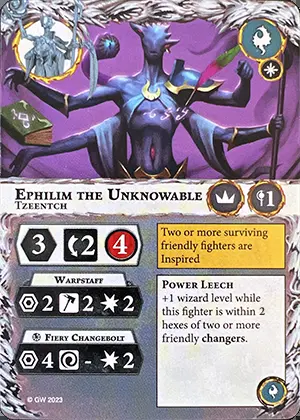 EPHILIM THE UNKNOWABLE
TZEENTCH
1
3 2 4
Two or more surviving
friendly fighters are
Inspired
WARPSTAFF
2 2 2
FIERY CHANGEBOLT
4 - 2
POWER LEECH
+1 wizard level while
this fighter is within 2
hexes of two or more
friendly changers.
© GW 2023